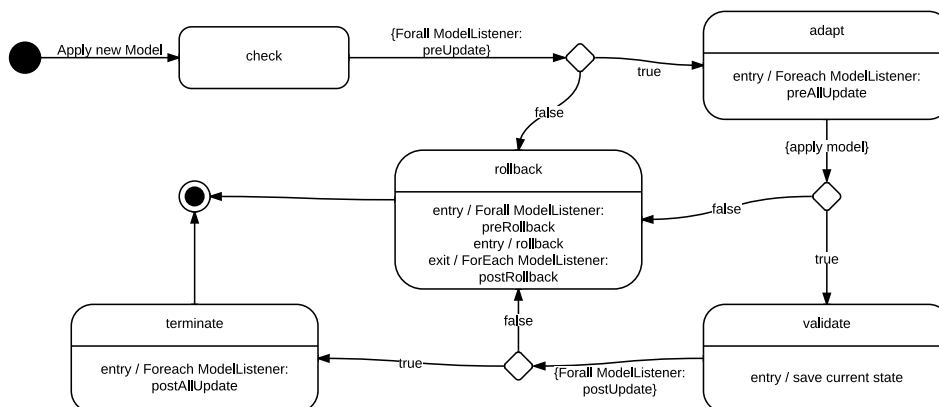 Apply new Model
check
{Forall ModelListener:
preUpdate}
true
adapt
entry / Foreach ModelListener:
preAllUpdate
false
{apply model}
rollback
entry / Forall ModelListener:
preRollback
entry / rollback
exit / ForEach ModelListener:
postRollback
false
true
terminate
entry / Foreach ModelListener:
postAllUpdate
true
false
{Forall ModelListener:
postUpdate}
validate
entry / save current state